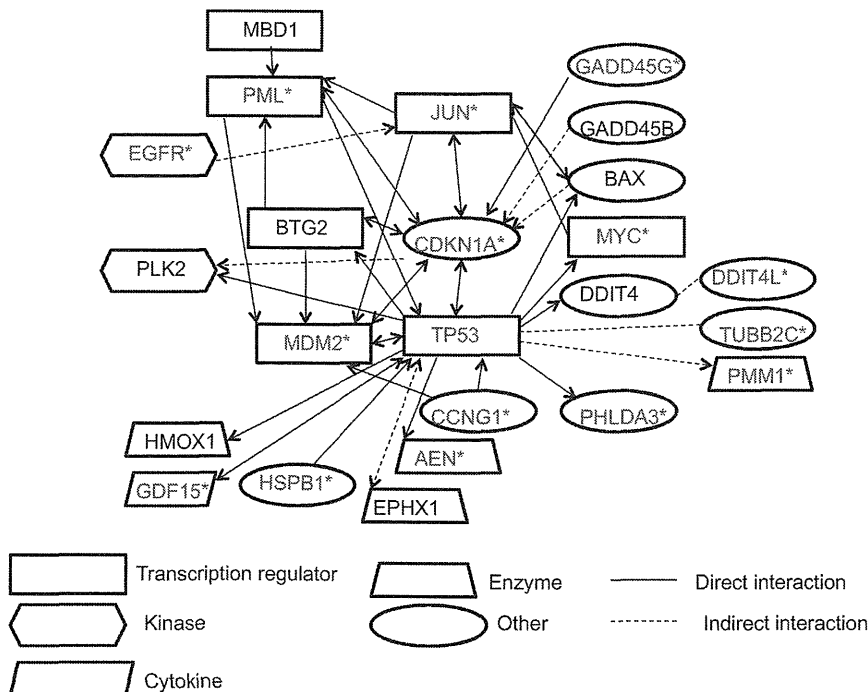 MBD1
PML*
JUN*
GADD45G*
GADD45B
EGFR*
BAX
BTG2
CDKN1A*
MYC*
PLK2
DDIT4
DDIT4L*
MDM2*
TP53
TUBB2C*
PMM1*
CCNG1*
PHLDA3*
HMOX1
AEN*
GDF15*
HSPB1*
EPHX1
Transcription regulator
Enzyme
Direct interaction
Kinase
Other
Indirect interaction
Cytokine